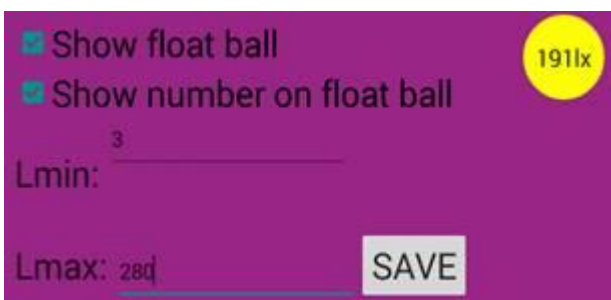 Show float ball
191lx
Show number on float ball
3
Lmin:
Lmax: 280
SAVE